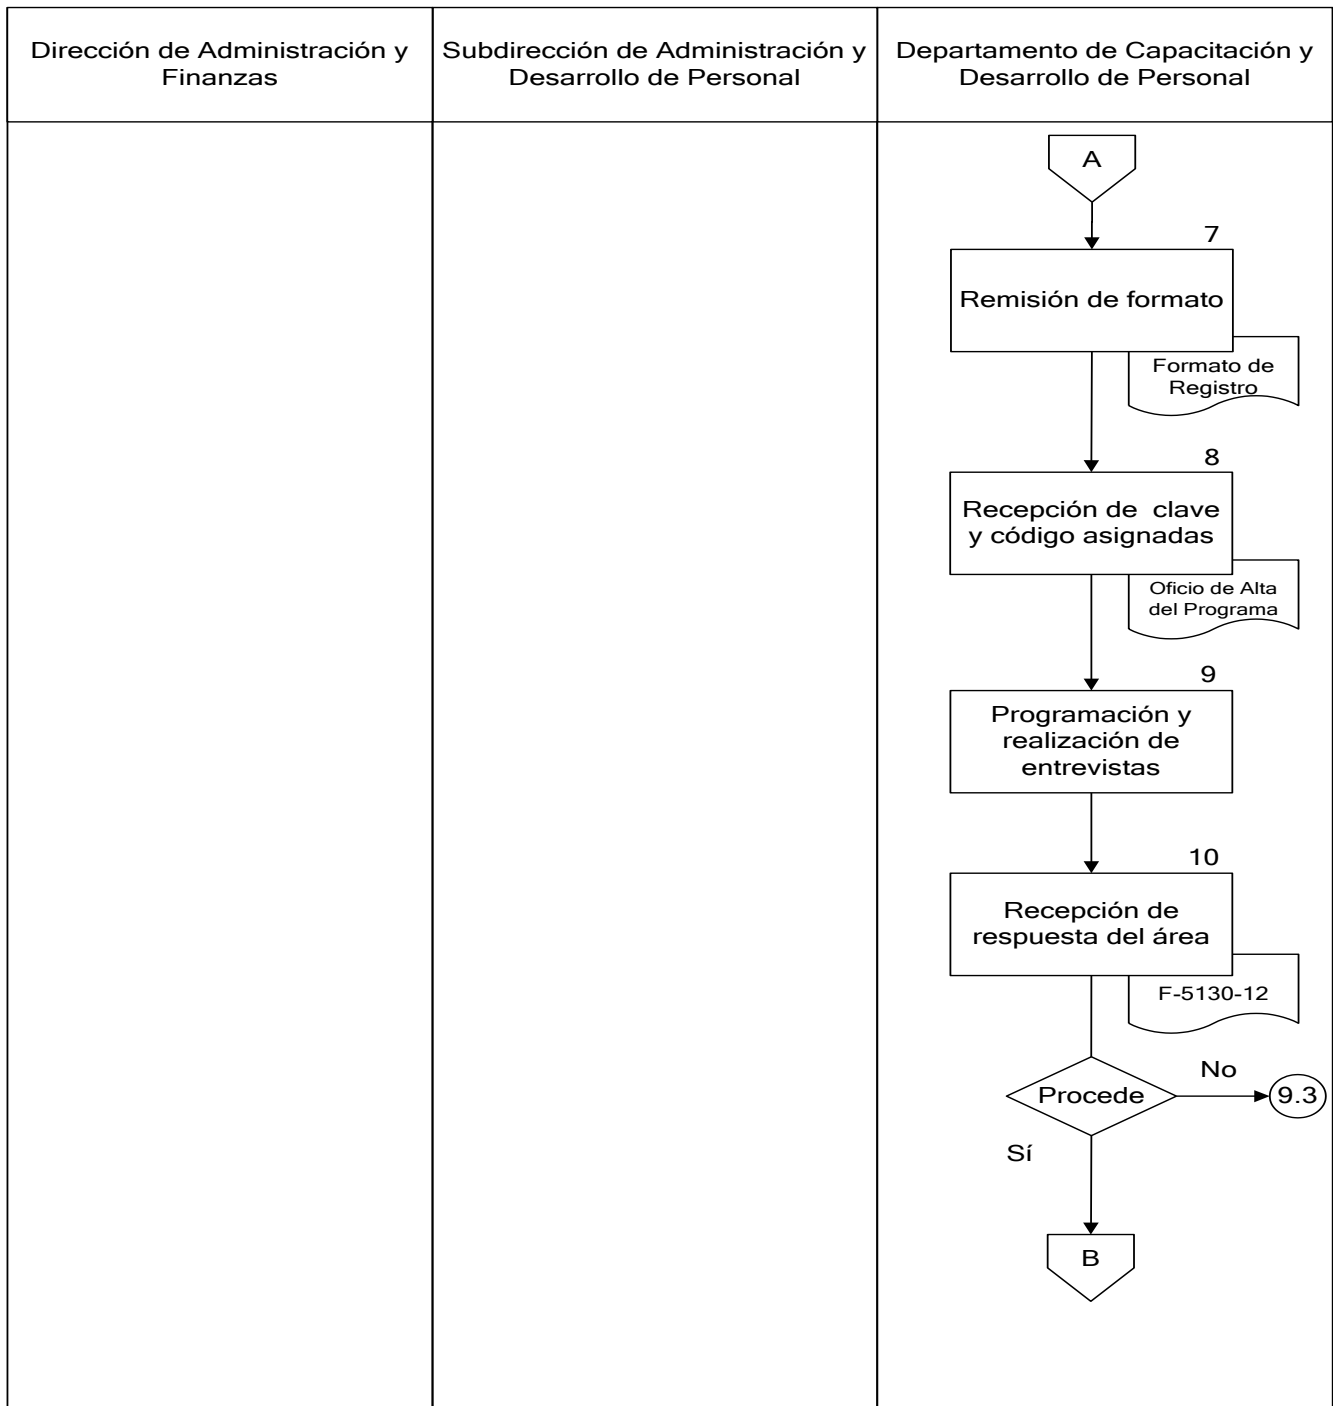 Dirección de Administración y
Finanzas
Subdirección de Administración y
Desarrollo de Personal
Departamento de Capacitación y
Desarrollo de Personal
A
7
Remisión de formato
Formato de
Registro
8
Recepción de  clave
y código asignadas
Oficio de Alta
del Programa
9
Programación y
realización de
entrevistas
10
Recepción de
respuesta del área
F-5130-12
Procede
No
9.3
Sí
B